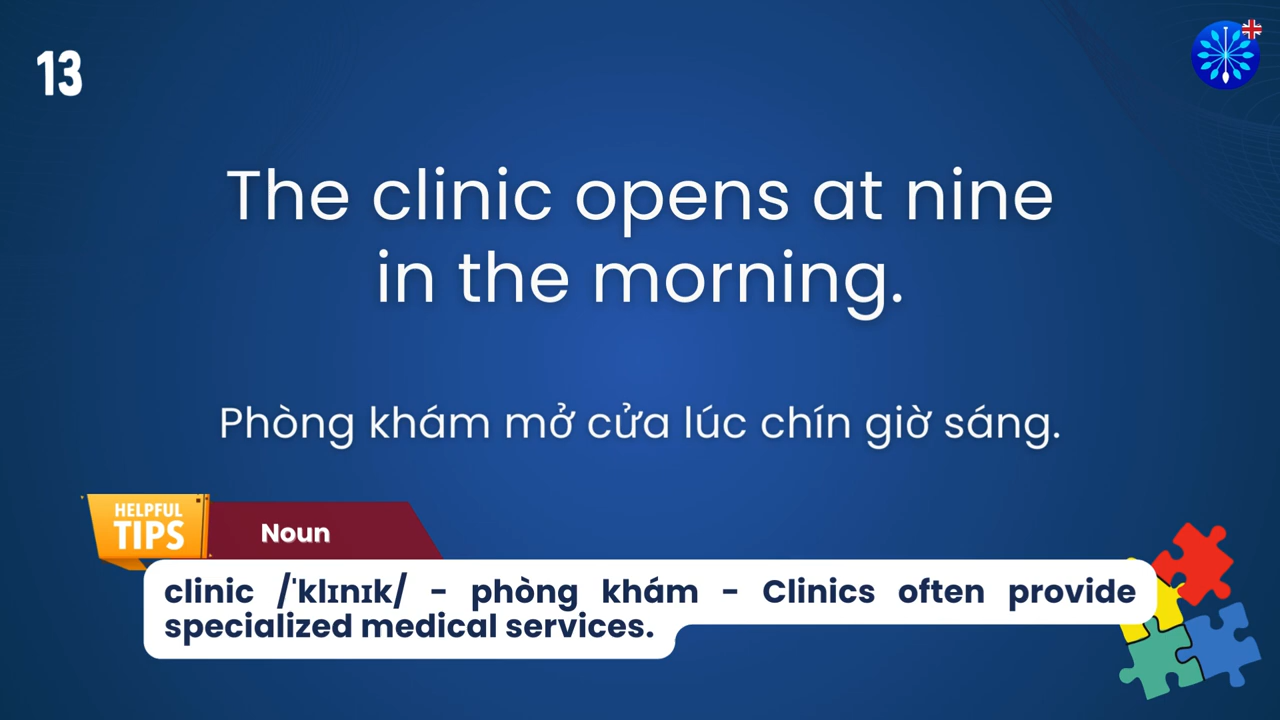 13
The clinic opens at nine
in the morning.
Phòng khám mở cửa lúc chín giờ sáng.
HELPFUL
TIPS
Noun
clinic /ˈklɪnɪk/ - phòng khám - Clinics often provide
specialized medical services.